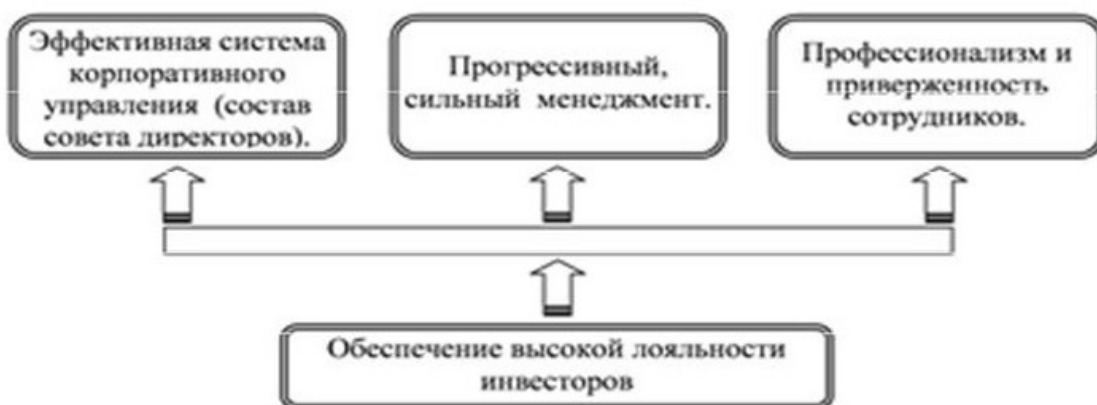 Эффективная система
корпоративного
управления (состав
совета директоров).
Прогрессивный,
сильный менеджмент.
Профессионализм и
приверженность
сотрудников.
Обеспечение высокой лояльности
инвесторов